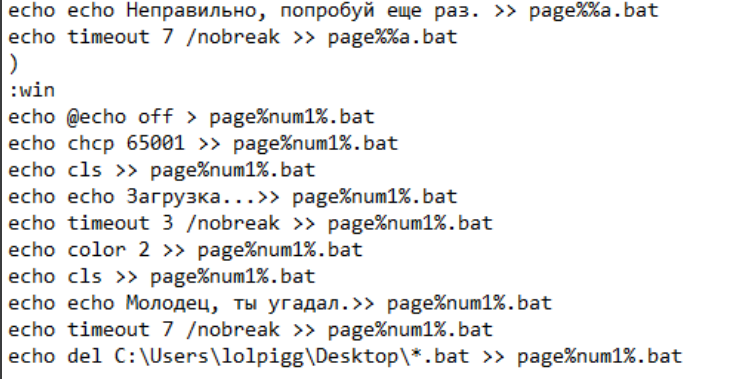 echo echo Неправильно, попробуй еще раз. >> page%%a.bat
echo timeout 7 /nobreak >> page%%a.bat
)
:win
echo @echo off > page%num1%.bat
echo chcp 65001 >> page%num1%.bat
echo cls >> page%num1%.bat
echo echo Загрузка...>> page%num1%.bat
echo timeout 3 /nobreak >> page%num1%.bat
echo color 2 >> page%num1%.bat
echo cls >> page%num1%.bat
echo echo Молодец, ты угадал.>> page%num1%.bat
echo timeout 7 /nobreak >> page%num1%.bat
echo del C:\Users\lolpigg\Desktop\*.bat >> page%num1%.bat